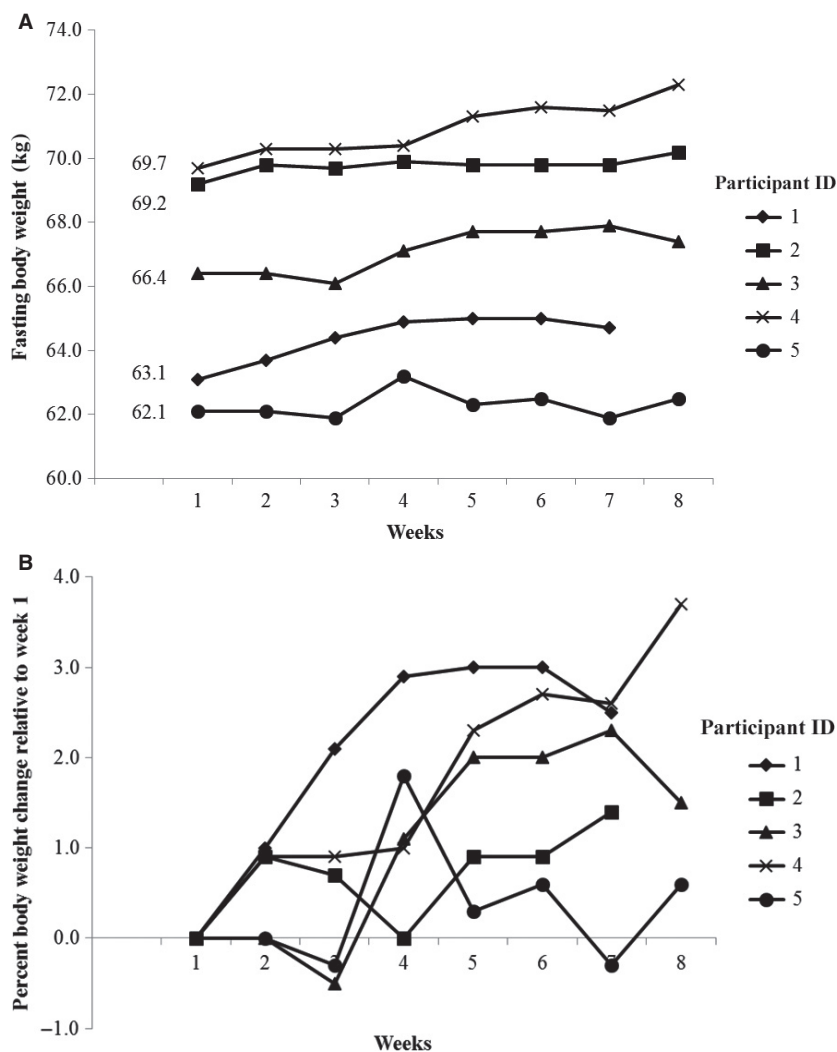 A
74.0
72.0
70.0
68.0
66.0
64.0
62.0
60.0
Fasting body weight (kg)
69.7
69.2
66.4
63.1
62.1
1 2 3 4 5 6 7 8
Weeks
Participant ID
1
2
3
4
5
B
4.0
3.0
2.0
1.0
0.0
−1.0
Percent body weight change relative to week 1
1 2 3 4 5 6 7 8
Weeks
Participant ID
1
2
3
4
5